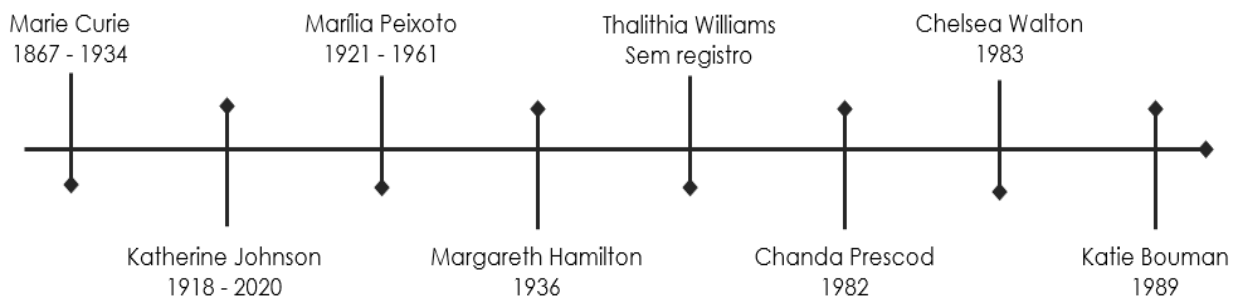 Marie Curie
1867 - 1934
Katherine Johnson
1918 - 2020
Marília Peixoto
1921 - 1961
Margareth Hamilton
1936
Thalithia Williams
Sem registro
Chanda Prescod
1982
Chelsea Walton
1983
Katie Bouman
1989